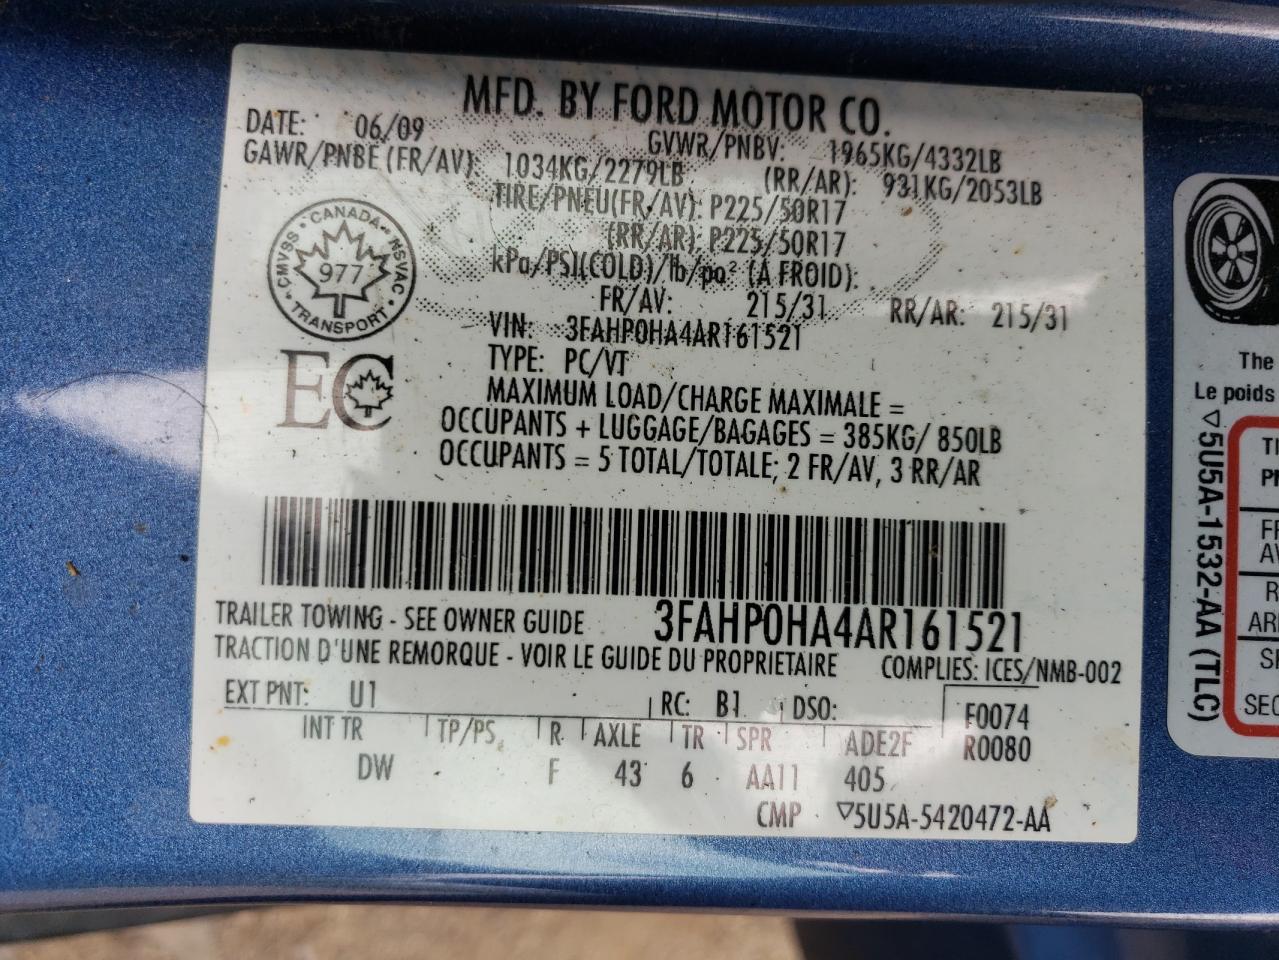 MFD. BY FORD MOTOR CO.
DATE: 06/09 GVWR/PNBV: 1965KG/4332LB
GAWR/PNBE (FR/AV): 1034KG/2279LB (RR/AR): 931KG/2053LB
TIRE/PNEU(FR/AV): P225/50R17
(RR/AR): P225/50R17
kPa/PSI(COLD)/lb/po² (A FROID):
FR/AV: 215/31 RR/AR: 215/31
VIN: 3FAHP0HA4AR161521
TYPE: PC/VT
MAXIMUM LOAD/CHARGE MAXIMALE =
OCCUPANTS + LUGGAGE/BAGAGES = 385KG/ 850LB
OCCUPANTS = 5 TOTAL/TOTALE; 2 FR/AV, 3 RR/AR
CANADA
CMVSS NSVAC
977
TRANSPORT
EC
TRAILER TOWING - SEE OWNER GUIDE 3FAHP0HA4AR161521
TRACTION D'UNE REMORQUE - VOIR LE GUIDE DU PROPRIETAIRE COMPLIES: ICES/NMB-002
EXT PNT: U1 RC: B1 DSO: F0074
INT TR TP/PS R AXLE TR SPR ADE2F R0080
DW F 43 6 AA11 405
CMP ▽5U5A-5420472-AA
The
Le poids
▽5U5A-1532-AA (TLC)